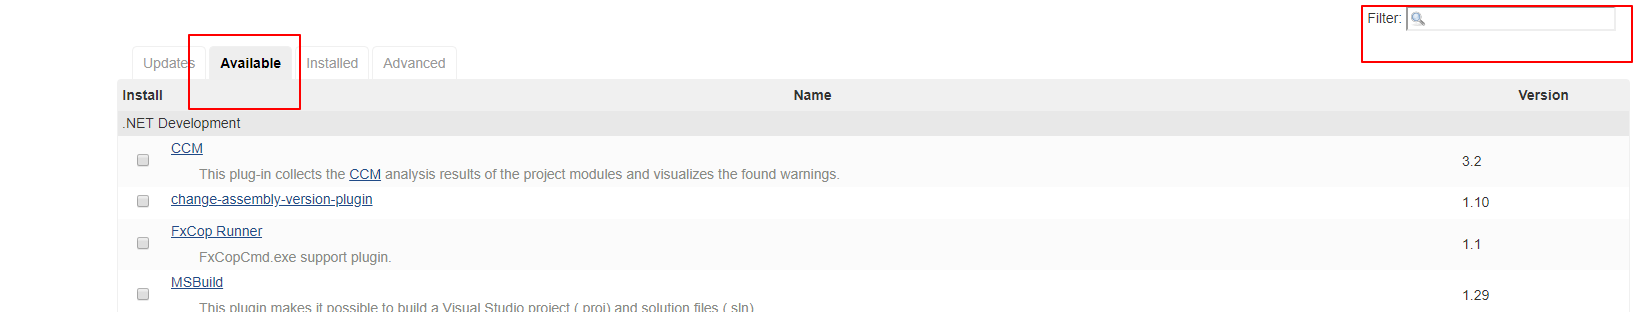 Filter:
Updates Available Installed Advanced
Install Name Version
.NET Development
CCM
This plug-in collects the CCM analysis results of the project modules and visualizes the found warnings.
3.2
change-assembly-version-plugin
1.10
FxCop Runner
FxCopCmd.exe support plugin.
1.1
MSBuild
This plugin makes it possible to build a Visual Studio project (.proj) and solution files (.sln)
1.29